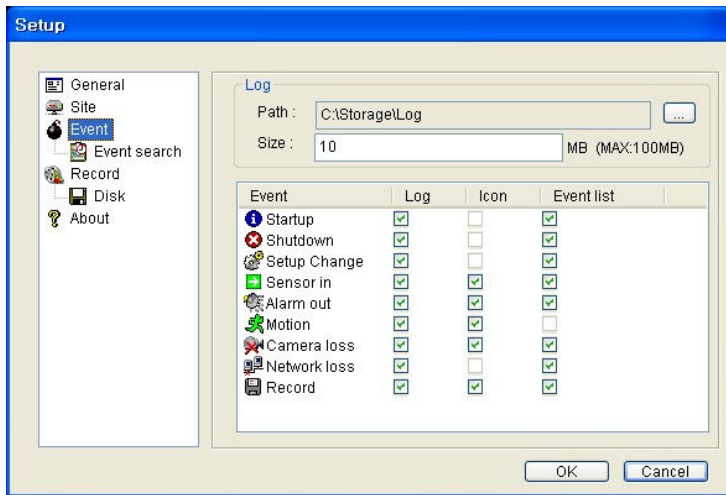 Setup
General
Site
Event
Event search
Record
Disk
About
Log
Path : C:\Storage\Log ...
Size : 10 MB (MAX:100MB)
Event Log Icon Event list
Startup
Shutdown
Setup Change
Sensor in
Alarm out
Motion
Camera loss
Network loss
Record
OK Cancel